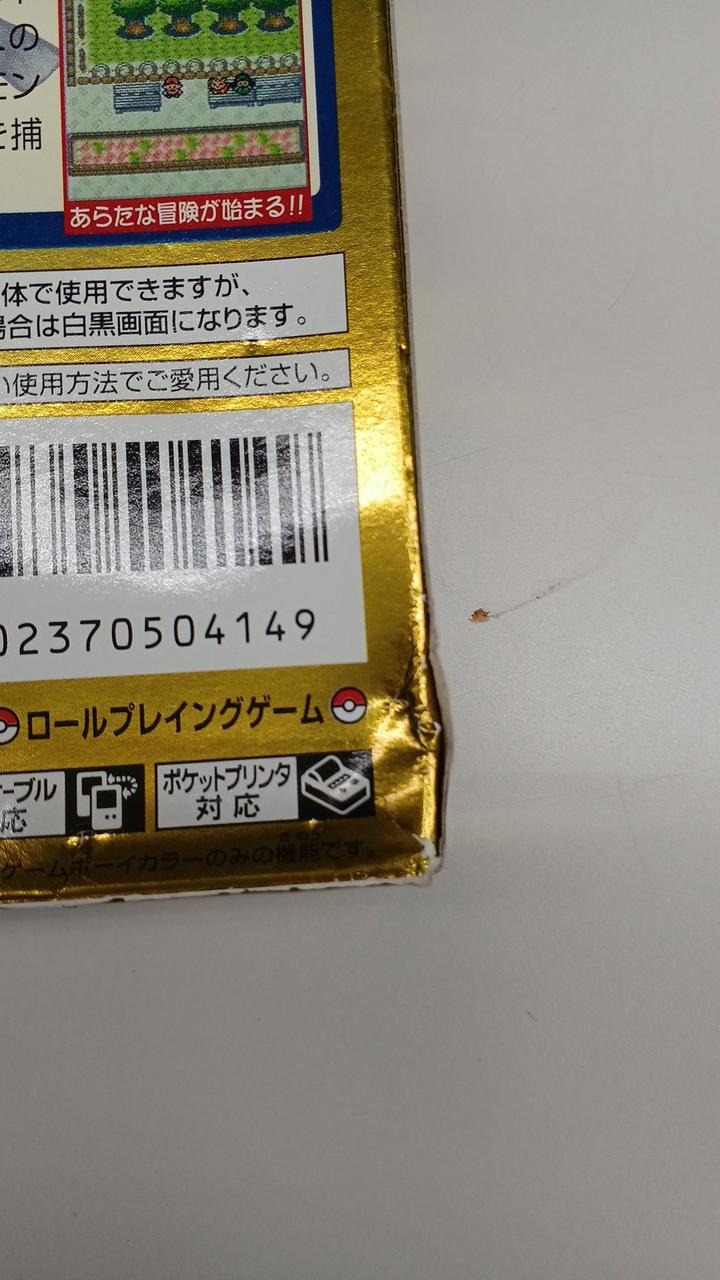 の
ン
捕
あらたな冒険が始まる!!
体で使用できますが、
場合は白黒画面になります。
い使用方法でご愛用ください。
02370504149
ロールプレイングゲーム
ーブル
応
ポケットプリンタ
対応
きのう
ゲームボーイカラーのみの機能です。